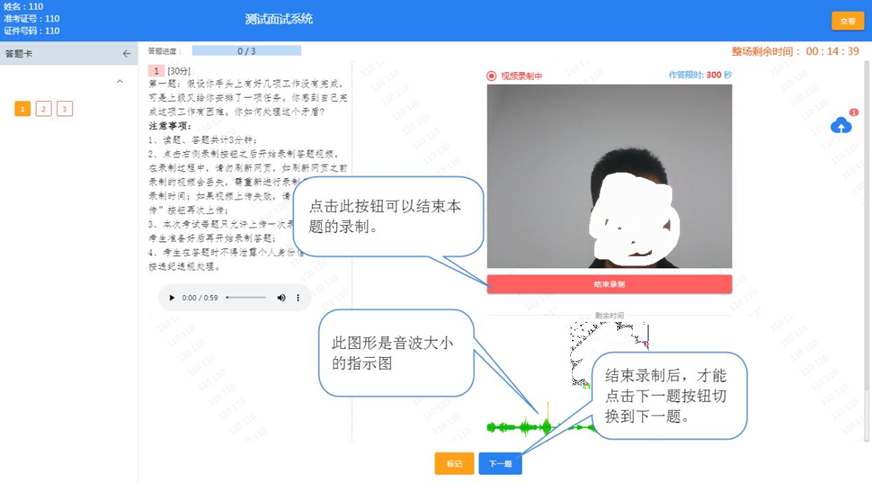 姓名：110
准考证号：110
证件号码：110
测试面试系统
交卷
答题卡
答题进度：
0 / 3
整场剩余时间： 00 : 14 : 39
1 [30分]
第一题：假设你手头上有好几项工作没有完成，
可是上级又给你安排了一项任务。你感到自已完
成这项工作有困难。你如何处理这个矛盾？
注意事项：
1、读题、答题共计3分钟；
2、点击右侧录制按钮之后开始录制答题视频，
在录制过程中，请勿刷新网页，如刷新网页之前
录制的视频会丢失，需重新进行录制
录制时间；如果视频上传失败，请
传”按钮再次上传；
3、本次考试每题只允许上传一次录
考生准备好后再开始录制答题；
4、考生在答题时不得泄露个人身份信
按违纪违规处理。
0:00 / 0:59
1
2
3
视频录制中
作答限时: 300 秒
1
结束录制
剩余时间
点击此按钮可以结束本
题的录制。
此图形是音波大小
的指示图
结束录制后，才能
点击下一题按钮切
换到下一题。
标记
下一题
110 110